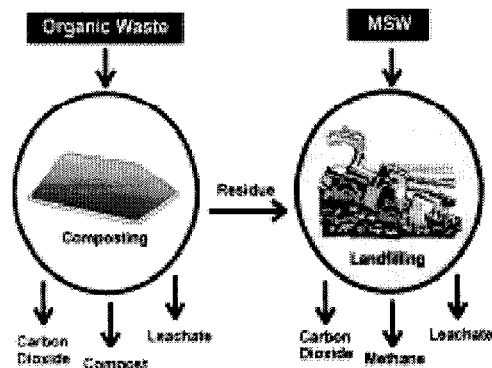 Organic Waste
MSW
Composting
Residue
Landfilling
Carbon
Dioxide
Compost
Leachate
Carbon
Dioxide
Methane
Leachate